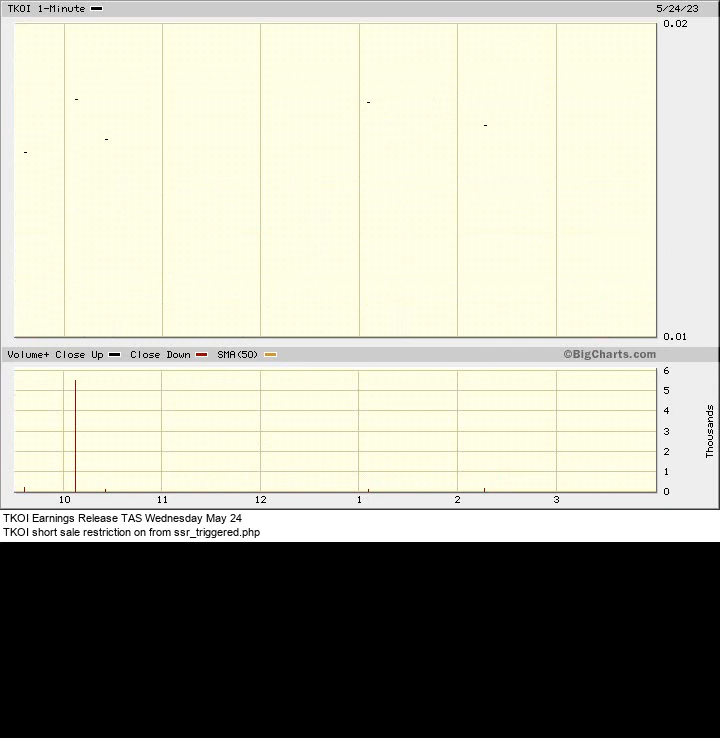 TKOI 1-Minute 5/24/23
0.02
0.01
Volume+ Close Up Close Down SMA(50) ©BigCharts.com
6
5
4
3
2
1
0
Thousands
10 11 12 1 2 3
TKOI Earnings Release TAS Wednesday May 24
TKOI short sale restriction on from ssr_triggered.php